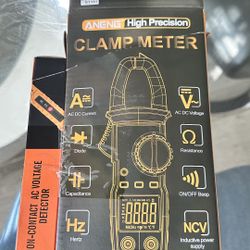 ANENG High Precision
CLAMP METER
A
AC DC Current
V
AC DC Voltage
Diode
Ω
Resistance
Capacitance
ON/OFF Beep
Hz
Hertz
NCV
Inductive power
supply
8888
ON-CONTACT AC VOLTAGE
DETECTOR